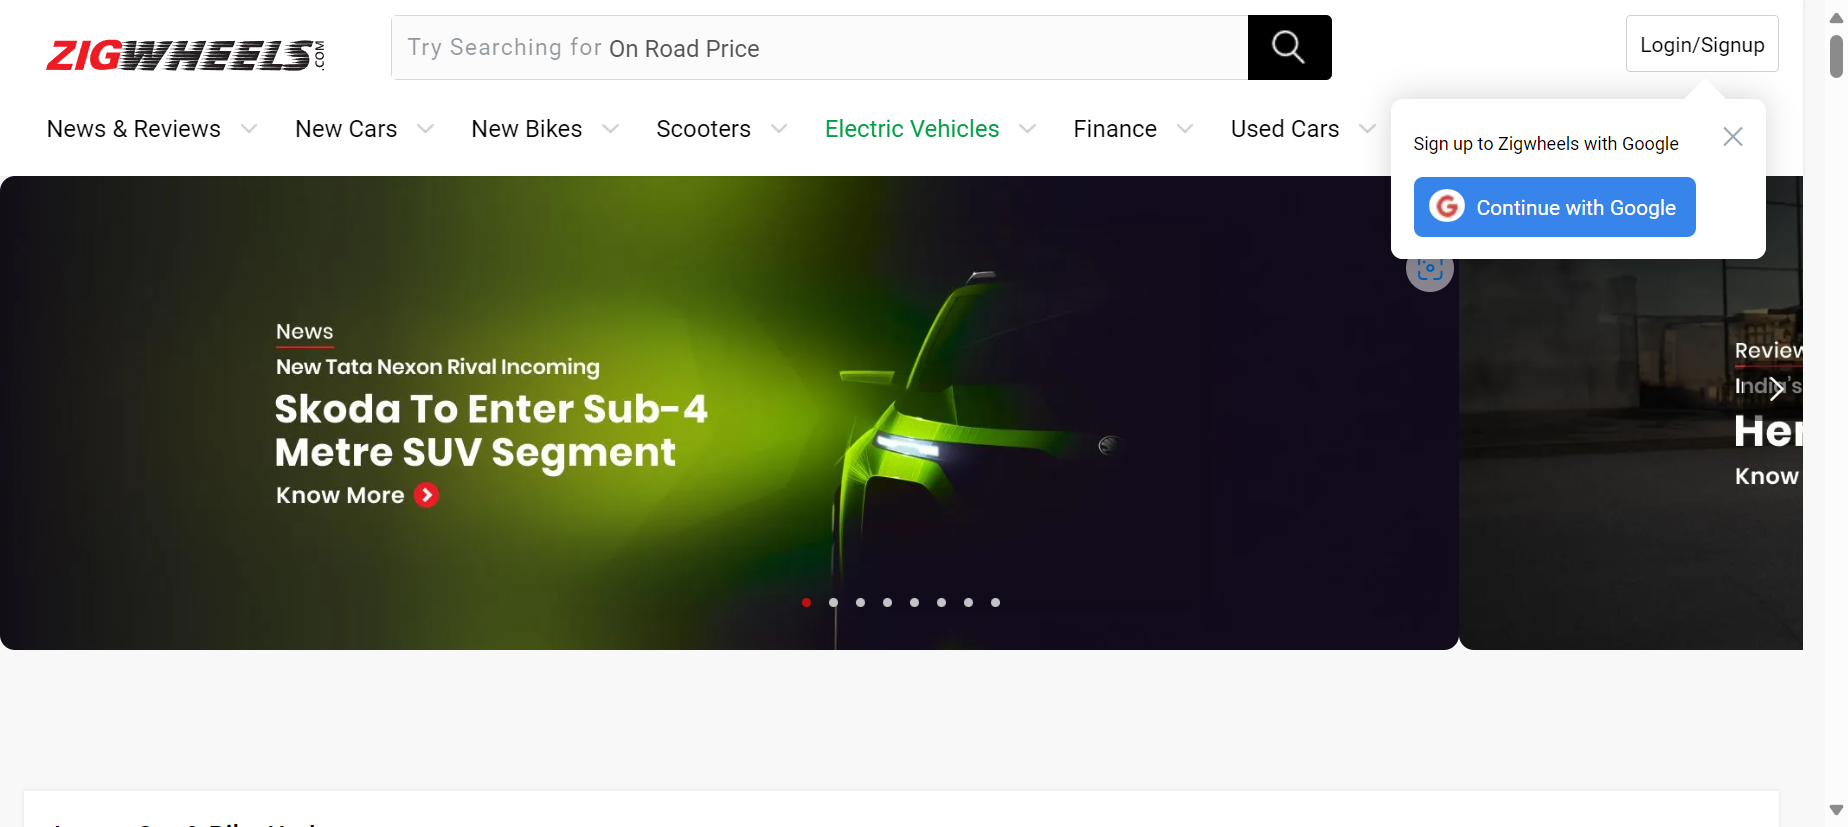 ZIGWHEELS.COM
Try Searching for On Road Price
Login/Signup
News & Reviews
New Cars
New Bikes
Scooters
Electric Vehicles
Finance
Used Cars
Sign up to Zigwheels with Google
Continue with Google
News
New Tata Nexon Rival Incoming
Skoda To Enter Sub-4
Metre SUV Segment
Know More
Review
India's
Her
Know